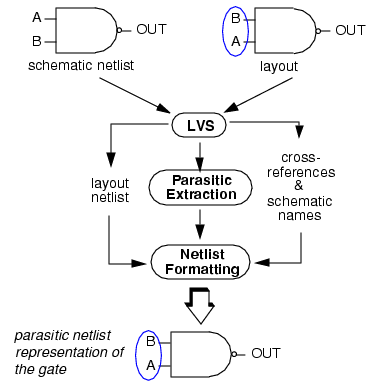 A
B
OUT
schematic netlist
B
A
OUT
layout
LVS
layout
netlist
Parasitic
Extraction
cross-
references
&
schematic
names
Netlist
Formatting
parasitic netlist
representation of
the gate
B
A
OUT